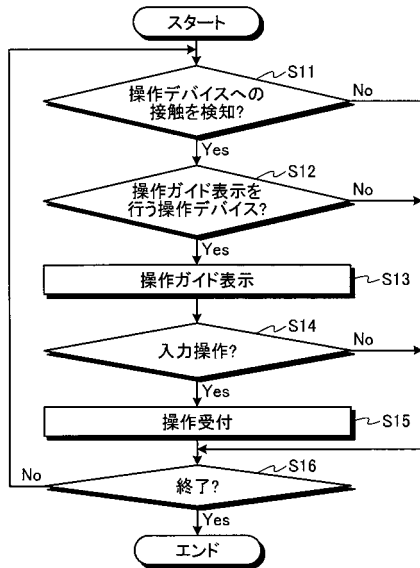 スタート
S11
操作デバイスへの
接触を検知?
No
Yes
S12
操作ガイド表示を
行う操作デバイス?
No
Yes
操作ガイド表示
S13
S14
入力操作?
No
Yes
操作受付
S15
S16
終了?
No
Yes
エンド